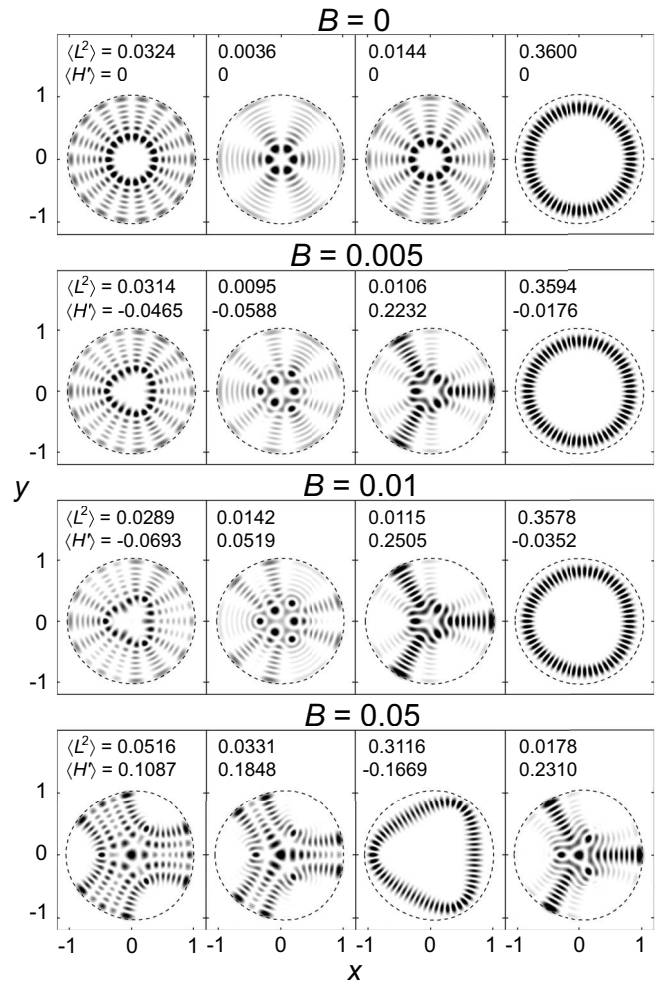 B = 0
⟨L²⟩ = 0.0324 0.0036 0.0144 0.3600
⟨H'⟩ = 0 0 0 0
1
0
-1
B = 0.005
⟨L²⟩ = 0.0314 0.0095 0.0106 0.3594
⟨H'⟩ = -0.0465 -0.0588 0.2232 -0.0176
1
0
-1
y
B = 0.01
⟨L²⟩ = 0.0289 0.0142 0.0115 0.3578
⟨H'⟩ = -0.0693 0.0519 0.2505 -0.0352
1
0
-1
B = 0.05
⟨L²⟩ = 0.0516 0.0331 0.3116 0.0178
⟨H'⟩ = 0.1087 0.1848 -0.1669 0.2310
1
0
-1
-1 0 1 -1 0 1 -1 0 1 -1 0 1
x